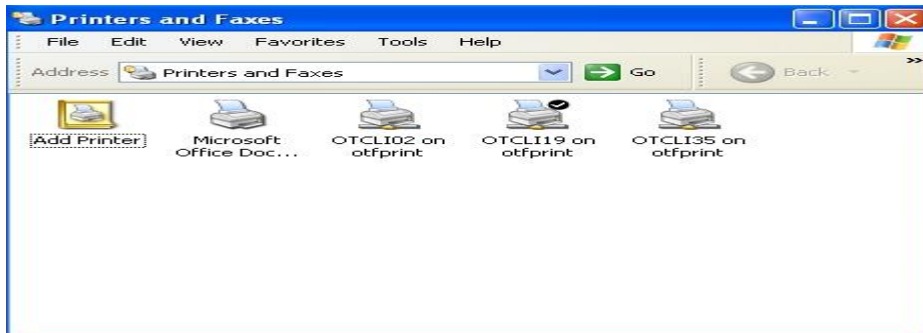 Printers and Faxes
File Edit View Favorites Tools Help
Address Printers and Faxes Go Back
Add Printer
Microsoft Office Doc...
OTCLI02 on otfprint
OTCLI19 on otfprint
OTCLI35 on otfprint